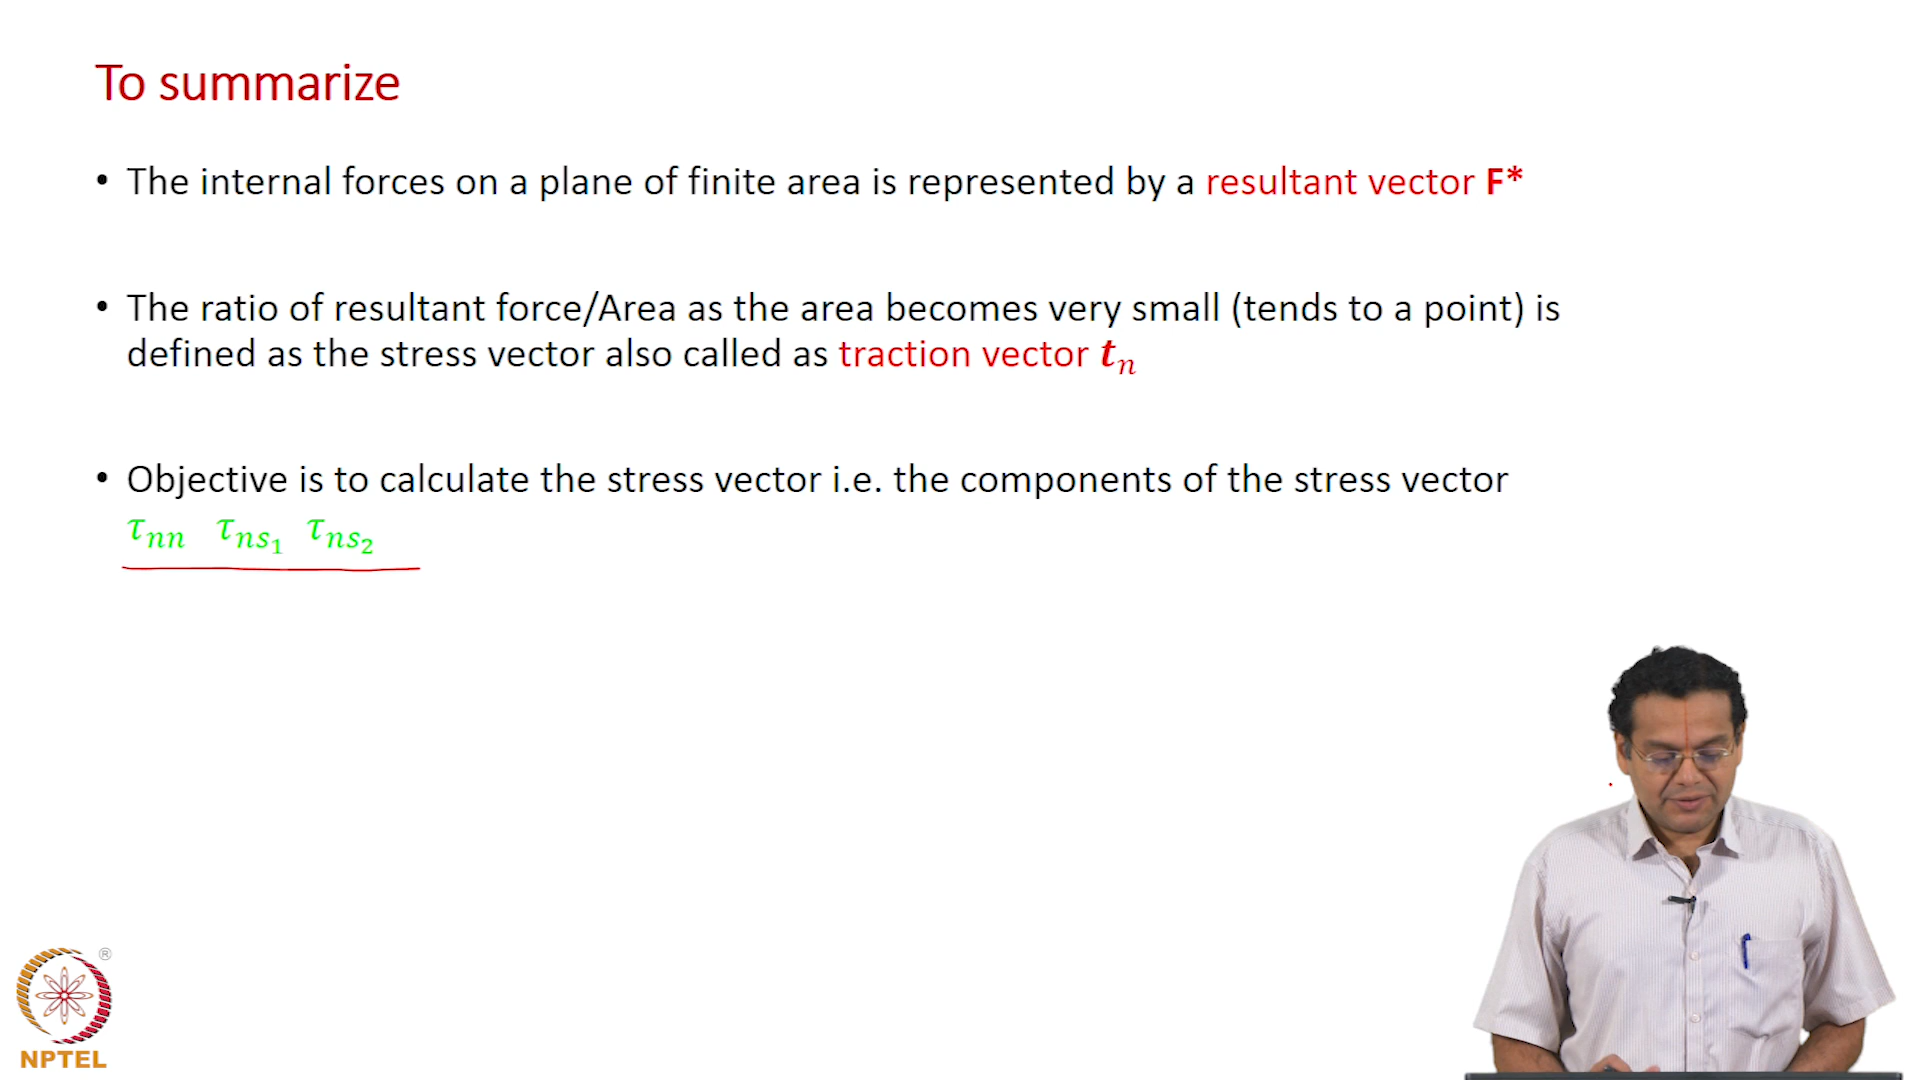 To summarize
• The internal forces on a plane of finite area is represented by a resultant vector F*
• The ratio of resultant force/Area as the area becomes very small (tends to a point) is
defined as the stress vector also called as traction vector tₙ
• Objective is to calculate the stress vector i.e. the components of the stress vector
τₙₙ τₙₛ₁ τₙₛ₂
®
NPTEL